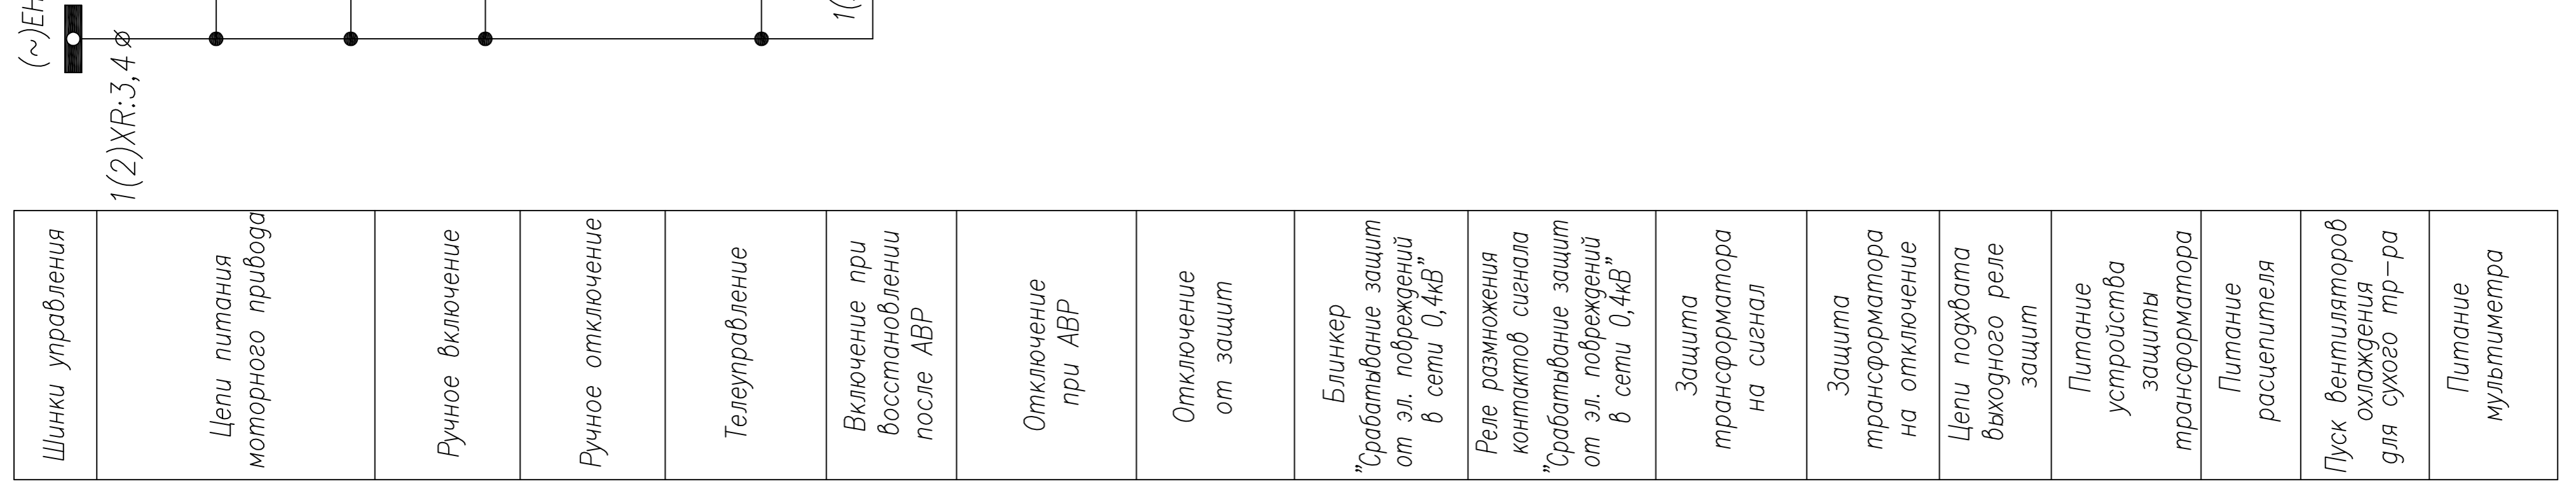 (~)EH
1(2)XR:3,4
1(
Шинки управления
Цепи питания
моторного привода
Ручное включение
Ручное отключение
Телеуправление
Включение при
восстановлении
после АВР
Отключение
при АВР
Отключение
от защит
Блинкер
"Срабатывание защит
от эл. повреждений
в сети 0,4кВ"
Реле размножения
контактов сигнала
"Срабатывание защит
от эл. повреждений
в сети 0,4кВ"
Защита
трансформатора
на сигнал
Защита
трансформатора
на отключение
Цепи подхвата
выходного реле
защит
Питание
устройства
защиты
трансформатора
Питание
расцепителя
Пуск вентиляторов
охлаждения
для сухого тр-ра
Питание
мультиметра